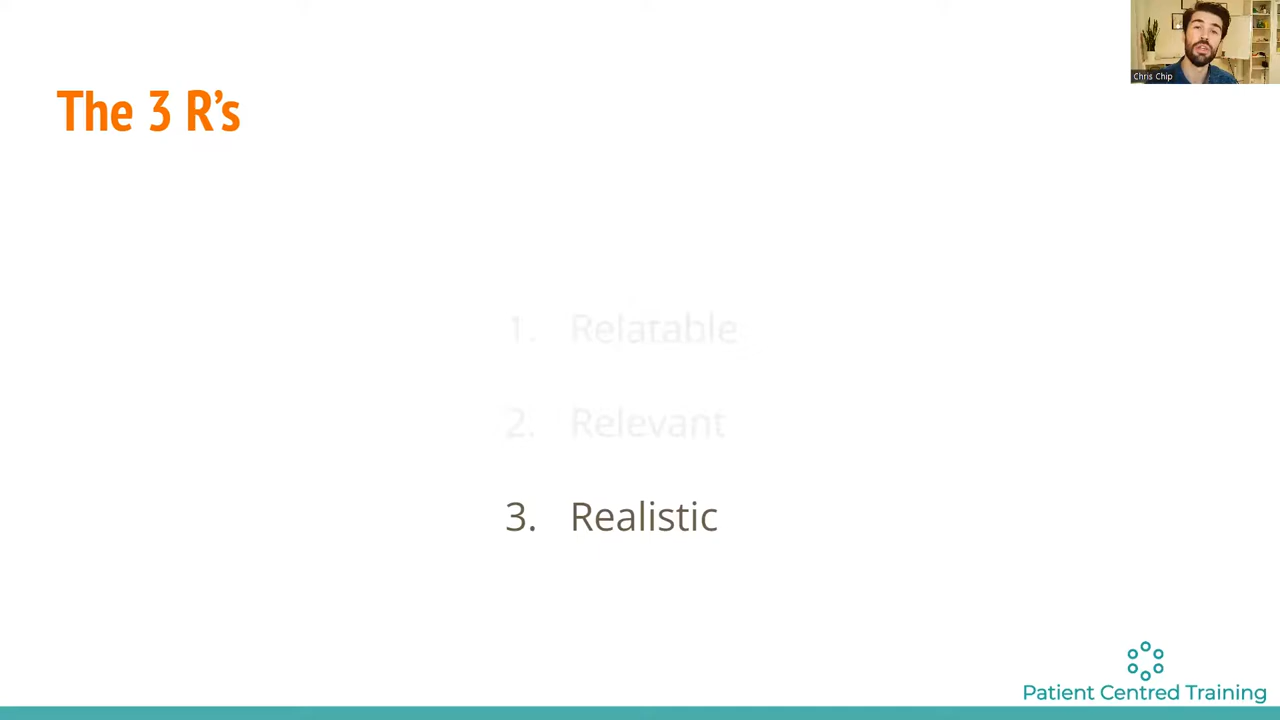 Chris Chip
The 3 R's
1. Relatable
2. Relevant
3. Realistic
Patient Centred Training